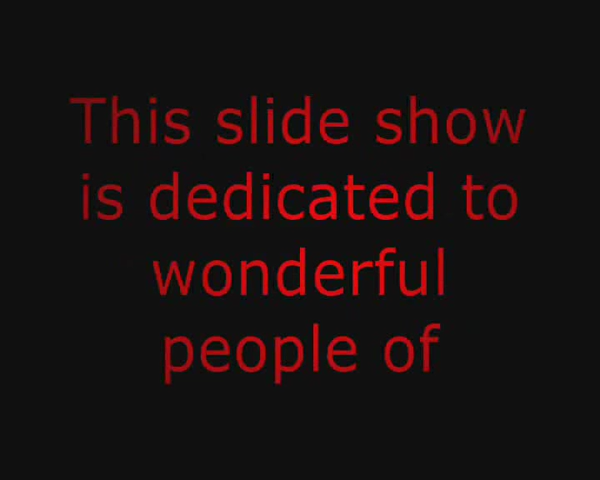 This slide show
is dedicated to
wonderful
people of